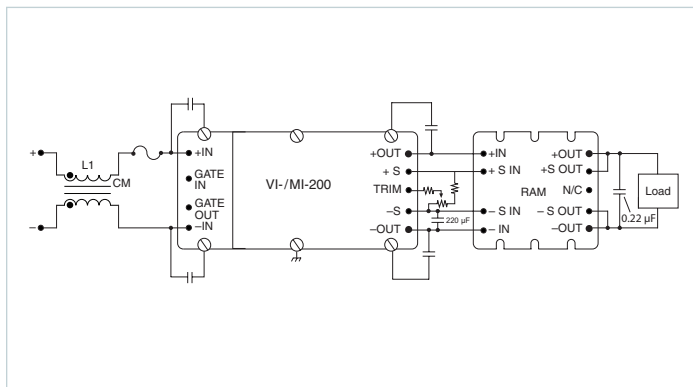 +
L1
CM
–
+IN
GATE
IN
GATE
OUT
–IN
VI-/MI-200
+OUT
+ S
TRIM
–S
–OUT
220 µF
+IN
+ S IN
– S IN
– IN
RAM
+OUT
+S OUT
N/C
– S OUT
–OUT
0.22 µF
Load